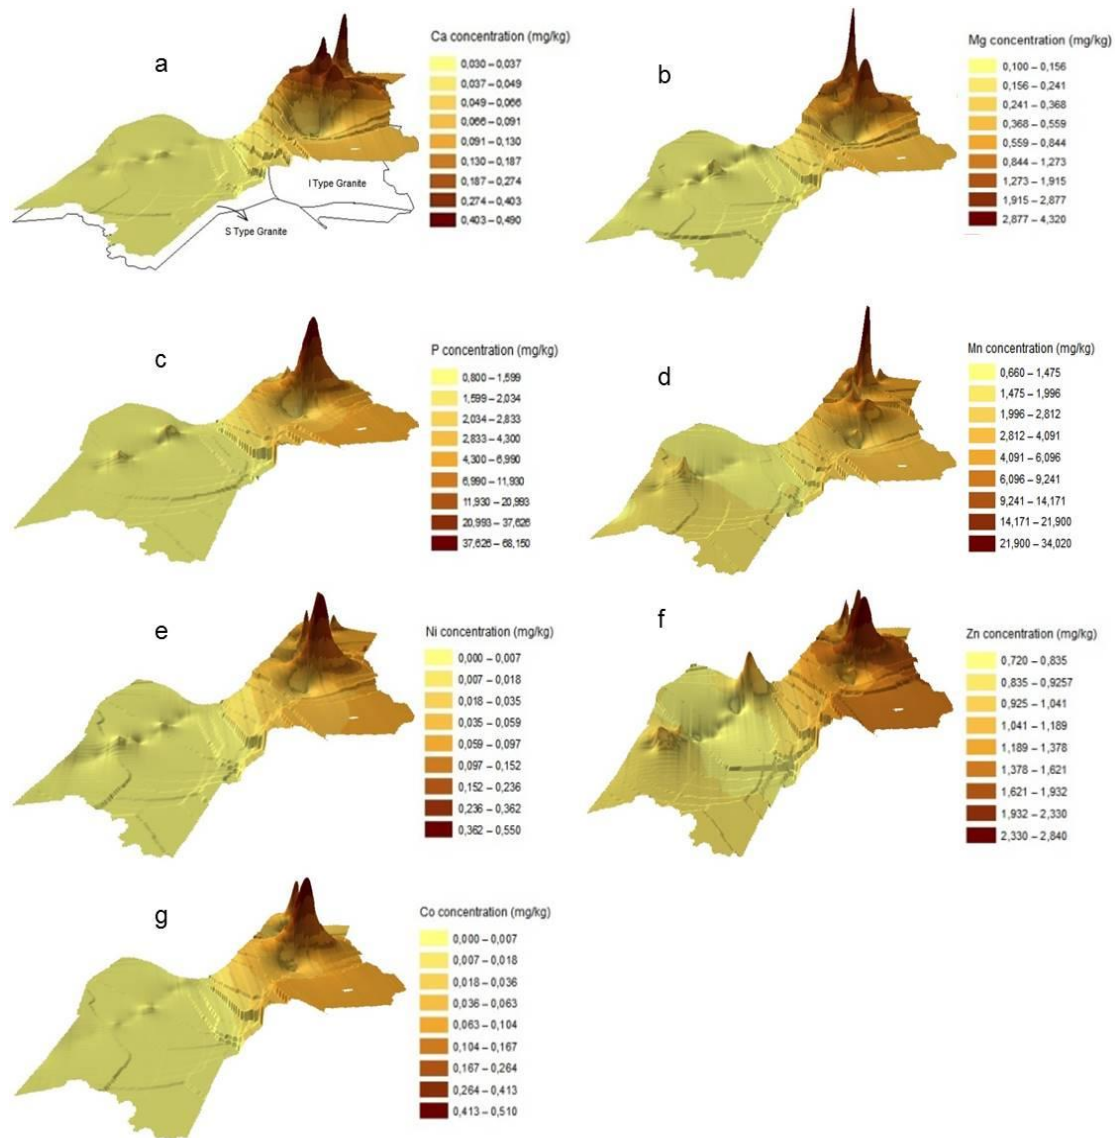 a
Ca concentration (mg/kg)
0,030 – 0,037
0,037 – 0,049
0,049 – 0,066
0,066 – 0,091
0,091 – 0,130
0,130 – 0,187
0,187 – 0,274
0,274 – 0,403
0,403 – 0,490
I Type Granite
S Type Granite
b
Mg concentration (mg/kg)
0,100 – 0,156
0,156 – 0,241
0,241 – 0,368
0,368 – 0,559
0,559 – 0,844
0,844 – 1,273
1,273 – 1,915
1,915 – 2,877
2,877 – 4,320
c
P concentration (mg/kg)
0,800 – 1,599
1,599 – 2,034
2,034 – 2,833
2,833 – 4,300
4,300 – 6,990
6,990 – 11,930
11,930 – 20,993
20,993 – 37,626
37,626 – 68,150
d
Mn concentration (mg/kg)
0,660 – 1,475
1,475 – 1,996
1,996 – 2,812
2,812 – 4,091
4,091 – 6,096
6,096 – 9,241
9,241 – 14,171
14,171 – 21,900
21,900 – 34,020
e
Ni concentration (mg/kg)
0,000 – 0,007
0,007 – 0,018
0,018 – 0,035
0,035 – 0,059
0,059 – 0,097
0,097 – 0,152
0,152 – 0,236
0,236 – 0,362
0,362 – 0,550
f
Zn concentration (mg/kg)
0,720 – 0,835
0,835 – 0,9257
0,925 – 1,041
1,041 – 1,189
1,189 – 1,378
1,378 – 1,621
1,621 – 1,932
1,932 – 2,330
2,330 – 2,840
g
Co concentration (mg/kg)
0,000 – 0,007
0,007 – 0,018
0,018 – 0,036
0,036 – 0,063
0,063 – 0,104
0,104 – 0,167
0,167 – 0,264
0,264 – 0,413
0,413 – 0,510